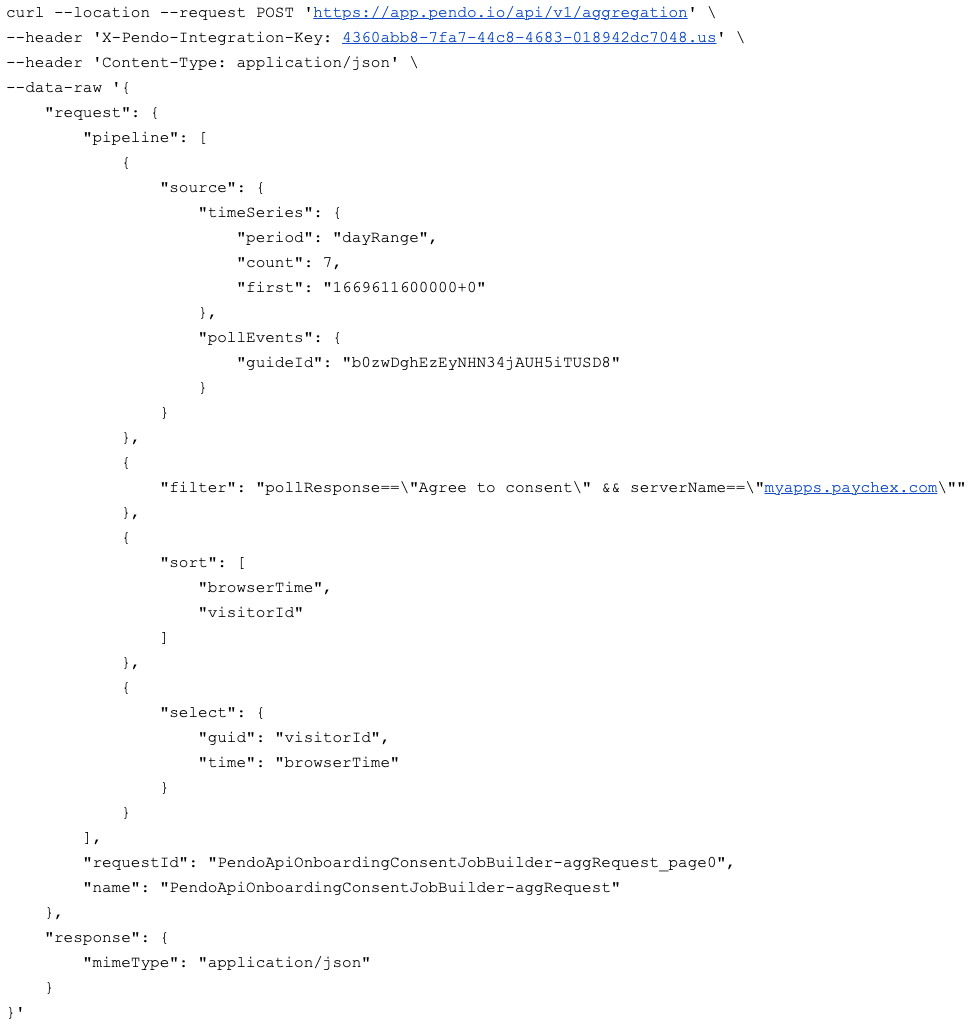 curl --location --request POST 'https://app.pendo.io/api/v1/aggregation' \
--header 'X-Pendo-Integration-Key: 4360abb8-7fa7-44c8-4683-018942dc7048.us' \
--header 'Content-Type: application/json' \
--data-raw '{
    "request": {
        "pipeline": [
            {
                "source": {
                    "timeSeries": {
                        "period": "dayRange",
                        "count": 7,
                        "first": "1669611600000+0"
                    },
                    "pollEvents": {
                        "guideId": "b0zwDghEzEyNHN34jAUH5iTUSD8"
                    }
                }
            },
            {
                "filter": "pollResponse==\"Agree to consent\" && serverName==\"myapps.paychex.com\""
            },
            {
                "sort": [
                    "browserTime",
                    "visitorId"
                ]
            },
            {
                "select": {
                    "guid": "visitorId",
                    "time": "browserTime"
                }
            }
        ],
        "requestId": "PendoApiOnboardingConsentJobBuilder-aggRequest_page0",
        "name": "PendoApiOnboardingConsentJobBuilder-aggRequest"
    },
    "response": {
        "mimeType": "application/json"
    }
}'